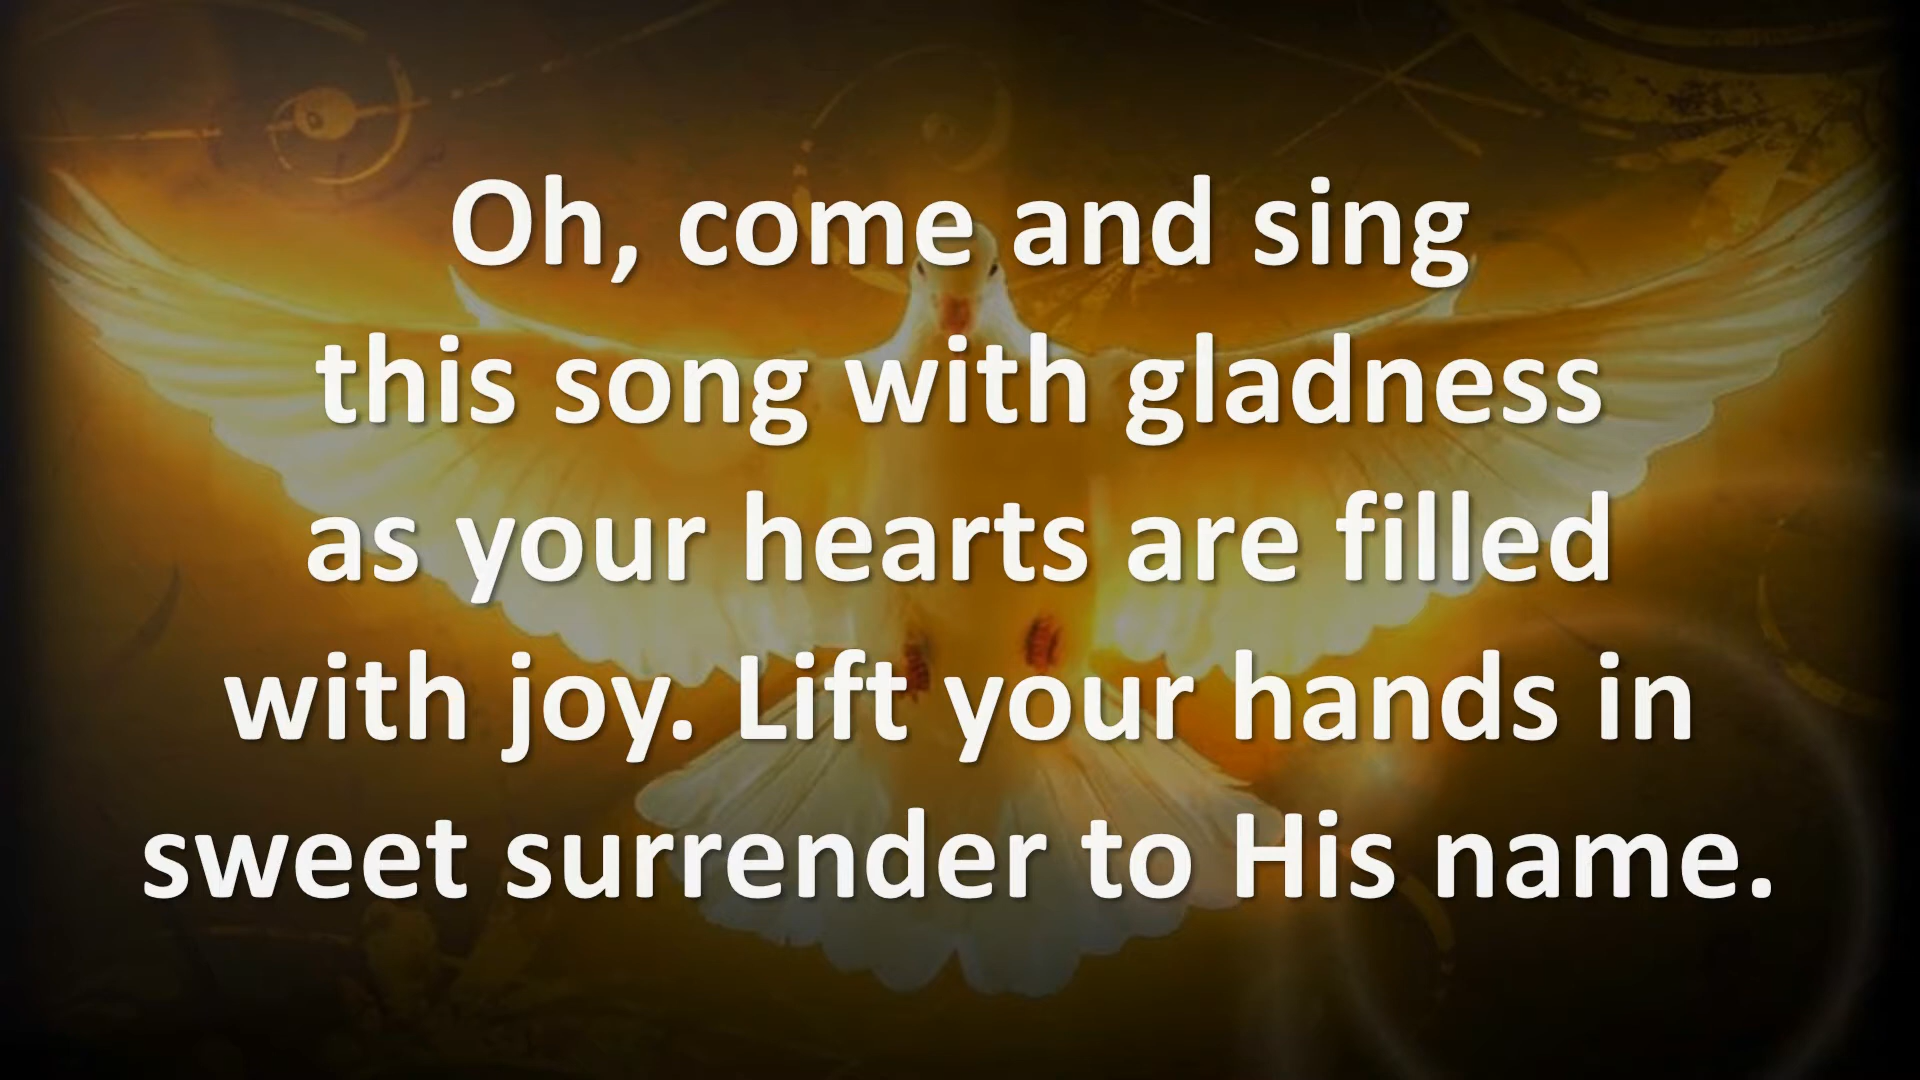 Oh, come and sing
this song with gladness
as your hearts are filled
with joy. Lift your hands in
sweet surrender to His name.